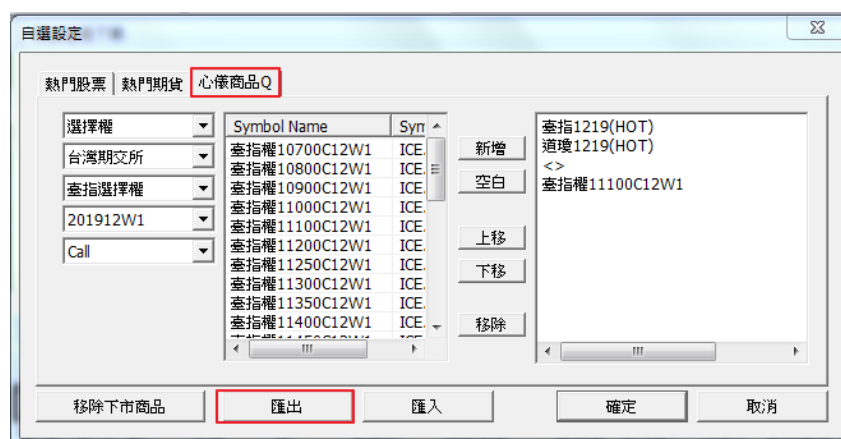 自選設定
熱門股票 熱門期貨 心儀商品Q
選擇權
台灣期交所
臺指選擇權
201912W1
Call
Symbol Name Sym
臺指權10700C12W1 ICE.
臺指權10800C12W1 ICE.
臺指權10900C12W1 ICE.
臺指權11000C12W1 ICE.
臺指權11100C12W1 ICE.
臺指權11200C12W1 ICE.
臺指權11250C12W1 ICE.
臺指權11300C12W1 ICE.
臺指權11350C12W1 ICE.
臺指權11400C12W1 ICE.
新增
空白
上移
下移
移除
臺指1219(HOT)
道瓊1219(HOT)
<>
臺指權11100C12W1
移除下市商品 匯出 匯入 確定 取消